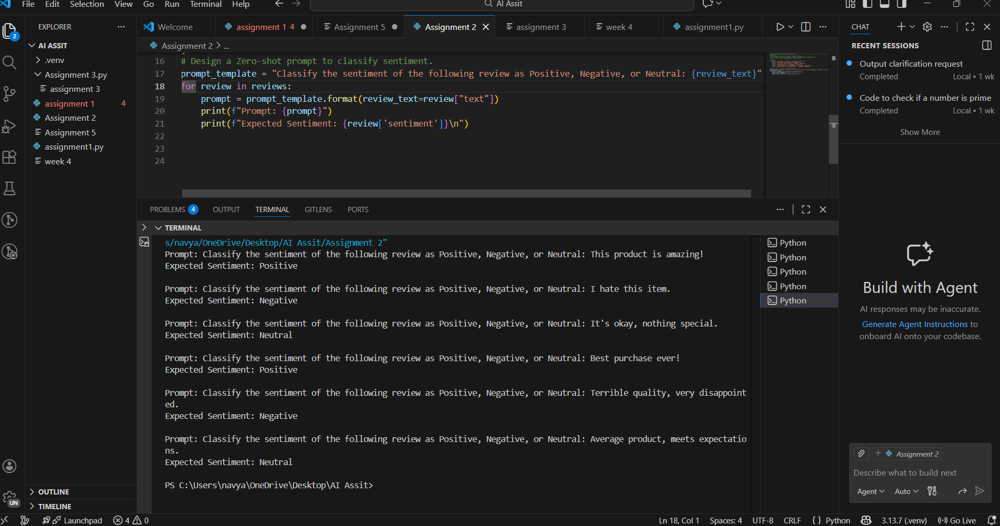 File Edit Selection View Go Run Terminal Help
AI Assit
EXPLORER
2
AI ASSIT
.venv
Assignment 3.py
assignment 3
assignment 1 4
Assignment 2
Assignment 5
assignment1.py
week 4
OUTLINE
TIMELINE
UN
Welcome
assignment 1 4
Assignment 5
Assignment 2
assignment 3
week 4
assignment1.py
Assignment 2 > ...
16 # Design a Zero-shot prompt to classify sentiment.
17 prompt_template = "Classify the sentiment of the following review as Positive, Negative, or Neutral: {review_text}"
18 for review in reviews:
19     prompt = prompt_template.format(review_text=review["text"])
20     print(f"Prompt: {prompt}")
21     print(f"Expected Sentiment: {review['sentiment']}\n")
22
23
24
PROBLEMS 4 OUTPUT TERMINAL GITLENS PORTS
TERMINAL
s/navya/OneDrive/Desktop/AI Assit/Assignment 2"
Prompt: Classify the sentiment of the following review as Positive, Negative, or Neutral: This product is amazing!
Expected Sentiment: Positive
Prompt: Classify the sentiment of the following review as Positive, Negative, or Neutral: I hate this item.
Expected Sentiment: Negative
Prompt: Classify the sentiment of the following review as Positive, Negative, or Neutral: It's okay, nothing special.
Expected Sentiment: Neutral
Prompt: Classify the sentiment of the following review as Positive, Negative, or Neutral: Best purchase ever!
Expected Sentiment: Positive
Prompt: Classify the sentiment of the following review as Positive, Negative, or Neutral: Terrible quality, very disappoint
ed.
Expected Sentiment: Negative
Prompt: Classify the sentiment of the following review as Positive, Negative, or Neutral: Average product, meets expectatio
ns.
Expected Sentiment: Neutral
PS C:\Users\navya\OneDrive\Desktop\AI Assit>
Python
Python
Python
Python
Python
CHAT
RECENT SESSIONS
Output clarification request
Completed Local • 1 wk
Code to check if a number is prime
Completed Local • 1 wk
Show More
Build with Agent
AI responses may be inaccurate.
Generate Agent Instructions to
onboard AI onto your codebase.
Assignment 2
Describe what to build next
Agent Auto
Launchpad 4 0 Ln 18, Col 1 Spaces: 4 UTF-8 CRLF { } Python 3.13.7 (.venv) Go Live